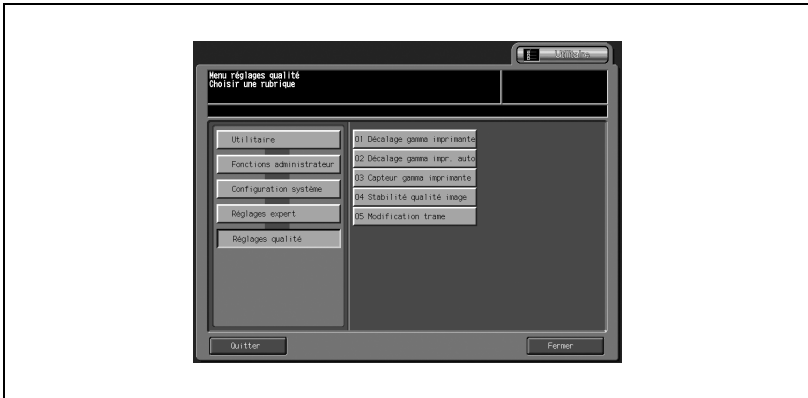 Utilitaire
Menu réglages qualité
Choisir une rubrique
Utilitaire
Fonctions administrateur
Configuration système
Réglages expert
Réglages qualité
01 Décalage gamma imprimante
02 Décalage gamma impr. auto
03 Capteur gamma imprimante
04 Stabilité qualité image
05 Modification trame
Quitter
Fermer